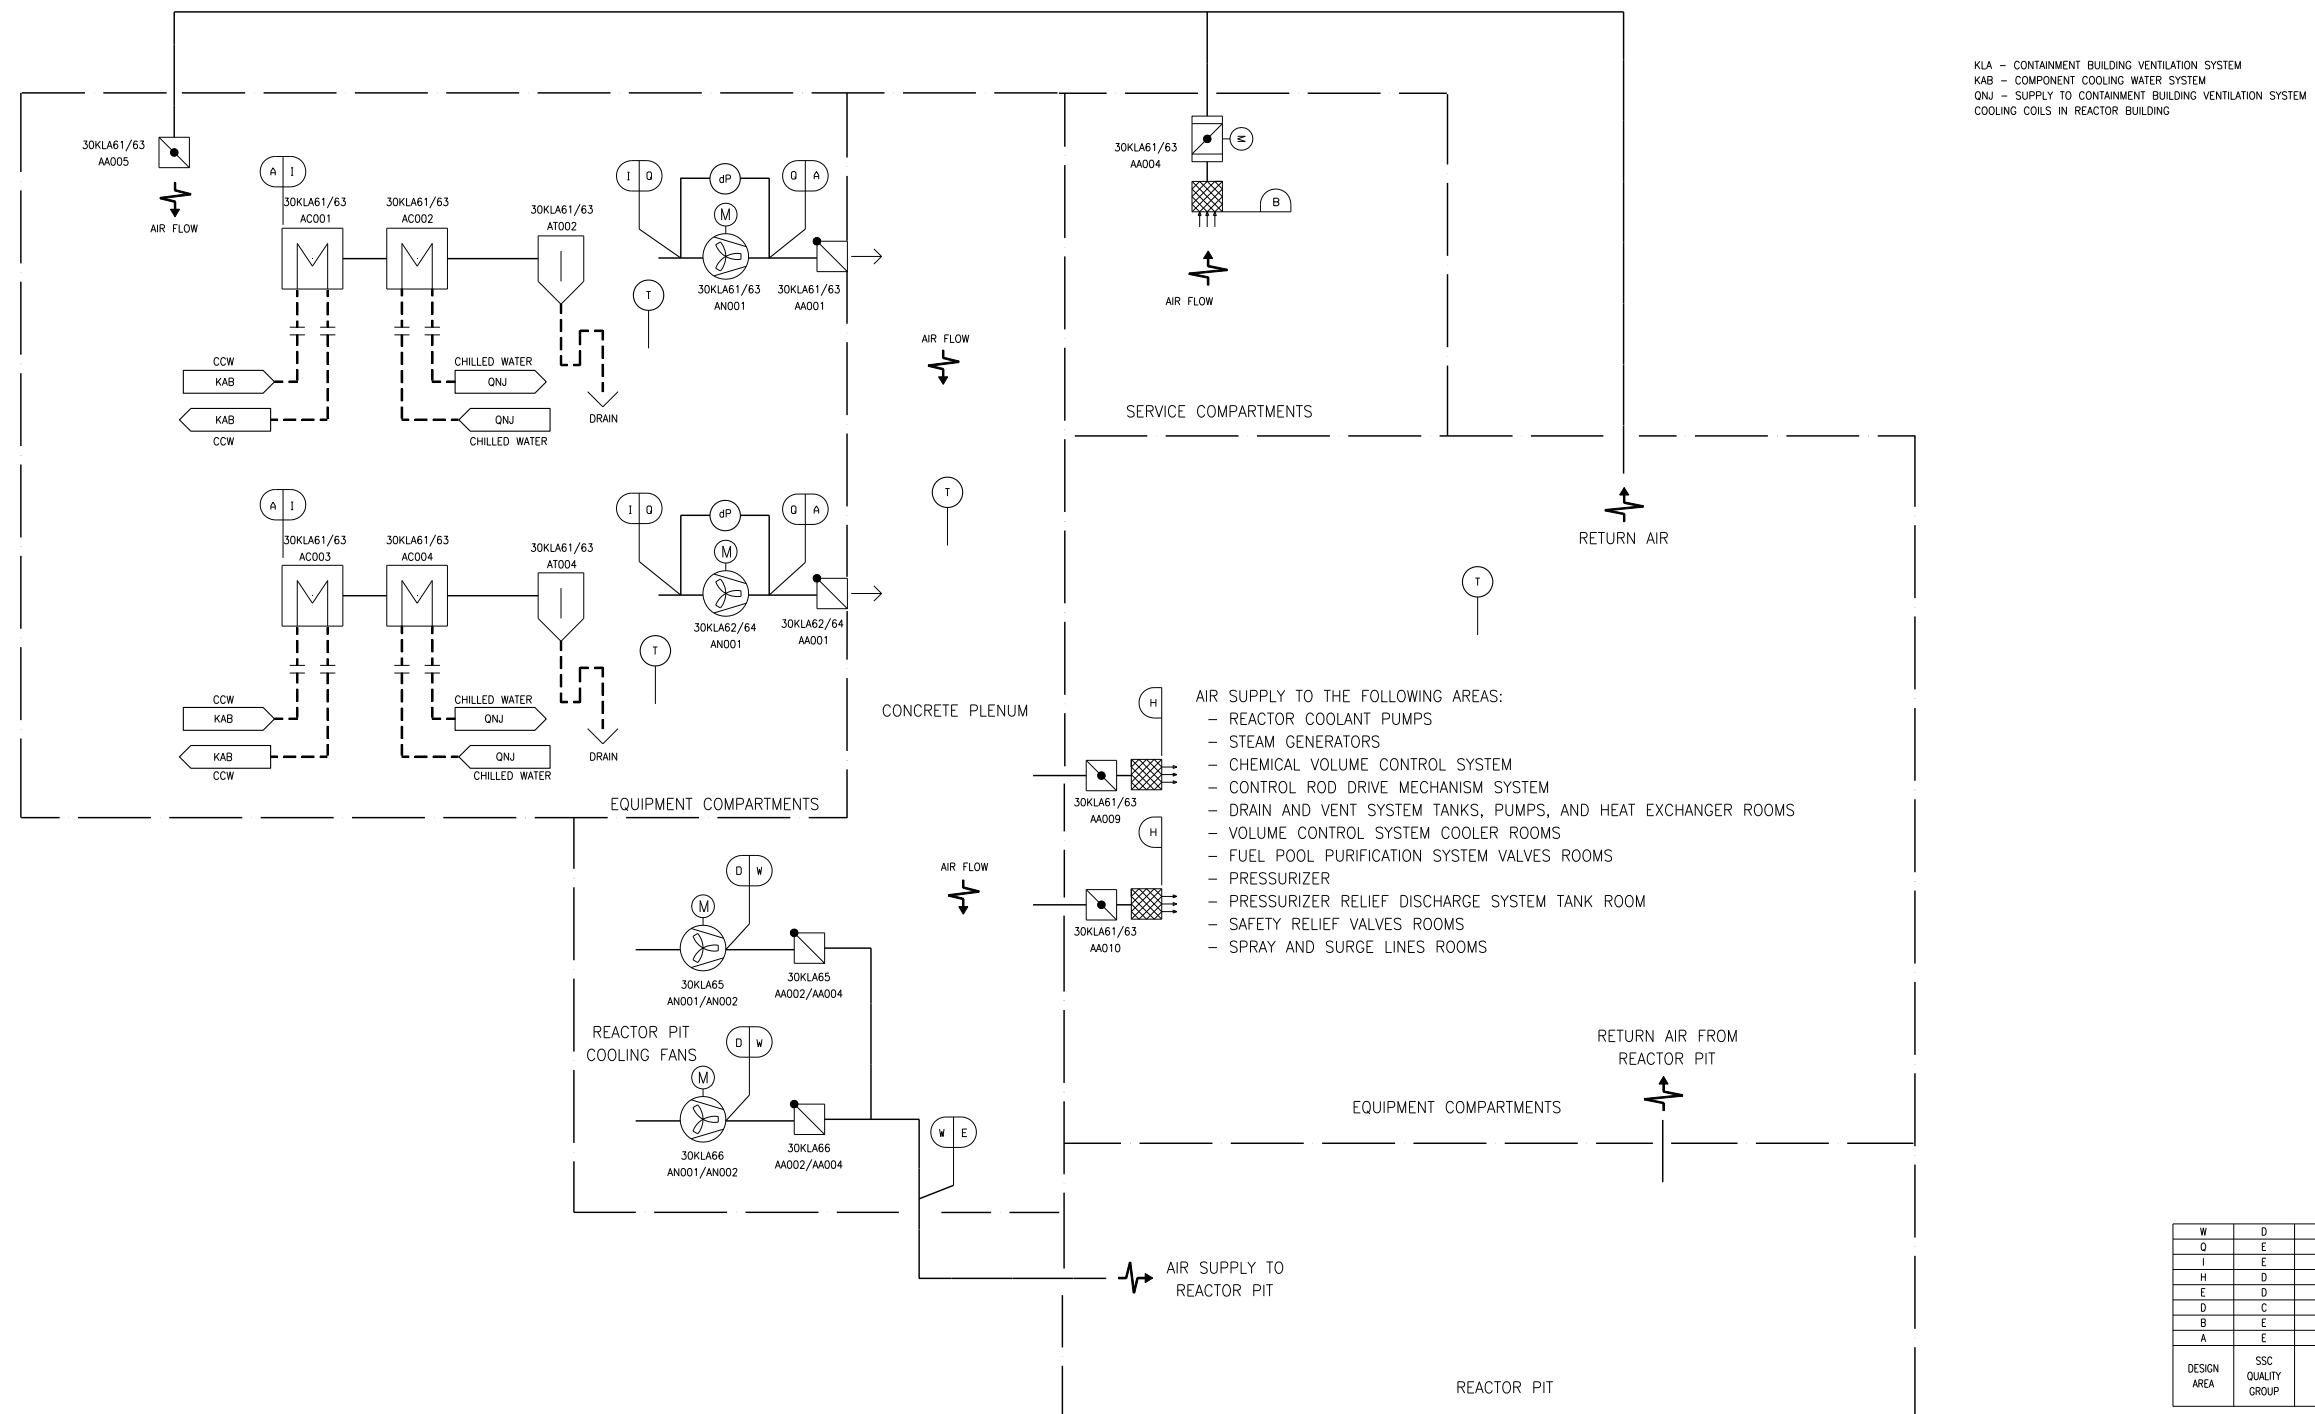 KLA – CONTAINMENT BUILDING VENTILATION SYSTEM
KAB – COMPONENT COOLING WATER SYSTEM
QNJ – SUPPLY TO CONTAINMENT BUILDING VENTILATION SYSTEM
COOLING COILS IN REACTOR BUILDING
30KLA61/63
AA005
AIR FLOW
A I
30KLA61/63
AC001
30KLA61/63
AC002
30KLA61/63
AT002
I Q
dP
Q A
M
30KLA61/63
AN001
30KLA61/63
AA001
T
CCW
KAB
KAB
CCW
CHILLED WATER
QNJ
QNJ
CHILLED WATER
DRAIN
AIR FLOW
30KLA61/63
AA004
M
B
AIR FLOW
SERVICE COMPARTMENTS
A I
30KLA61/63
AC003
30KLA61/63
AC004
30KLA61/63
AT004
I Q
dP
Q A
M
30KLA62/64
AN001
30KLA62/64
AA001
T
T
CCW
KAB
KAB
CCW
CHILLED WATER
QNJ
QNJ
CHILLED WATER
DRAIN
EQUIPMENT COMPARTMENTS
CONCRETE PLENUM
RETURN AIR
T
H
30KLA61/63
AA009
H
30KLA61/63
AA010
AIR SUPPLY TO THE FOLLOWING AREAS:
– REACTOR COOLANT PUMPS
– STEAM GENERATORS
– CHEMICAL VOLUME CONTROL SYSTEM
– CONTROL ROD DRIVE MECHANISM SYSTEM
– DRAIN AND VENT SYSTEM TANKS, PUMPS, AND HEAT EXCHANGER ROOMS
– VOLUME CONTROL SYSTEM COOLER ROOMS
– FUEL POOL PURIFICATION SYSTEM VALVES ROOMS
– PRESSURIZER
– PRESSURIZER RELIEF DISCHARGE SYSTEM TANK ROOM
– SAFETY RELIEF VALVES ROOMS
– SPRAY AND SURGE LINES ROOMS
AIR FLOW
D W
M
30KLA65
AN001/AN002
30KLA65
AA002/AA004
REACTOR PIT
COOLING FANS
D W
M
30KLA66
AN001/AN002
30KLA66
AA002/AA004
W E
RETURN AIR FROM
REACTOR PIT
EQUIPMENT COMPARTMENTS
AIR SUPPLY TO
REACTOR PIT
REACTOR PIT
W D
Q E
I E
H D
E D
D C
B E
A E
DESIGN
AREA
SSC
QUALITY
GROUP